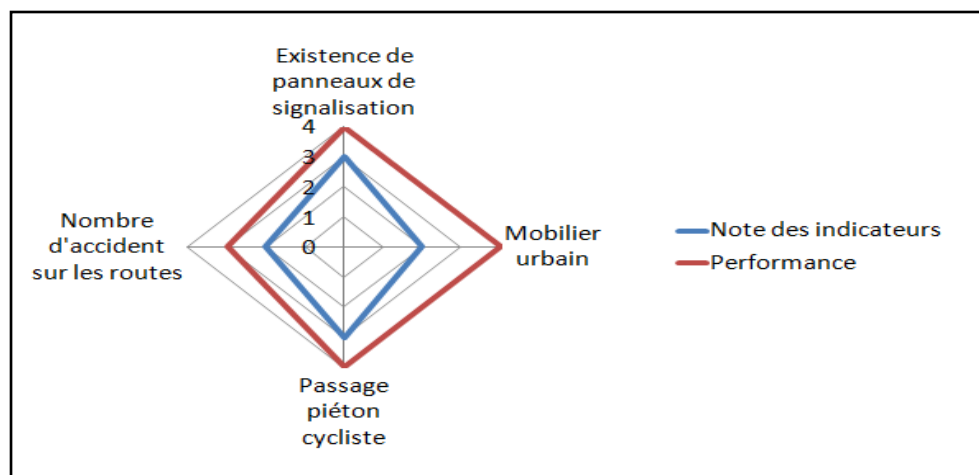 Existence de
panneaux de
signalisation
4
3
2
1
0
Nombre
d'accident
sur les routes
Mobilier
urbain
Passage
piéton
cycliste
Note des indicateurs
Performance